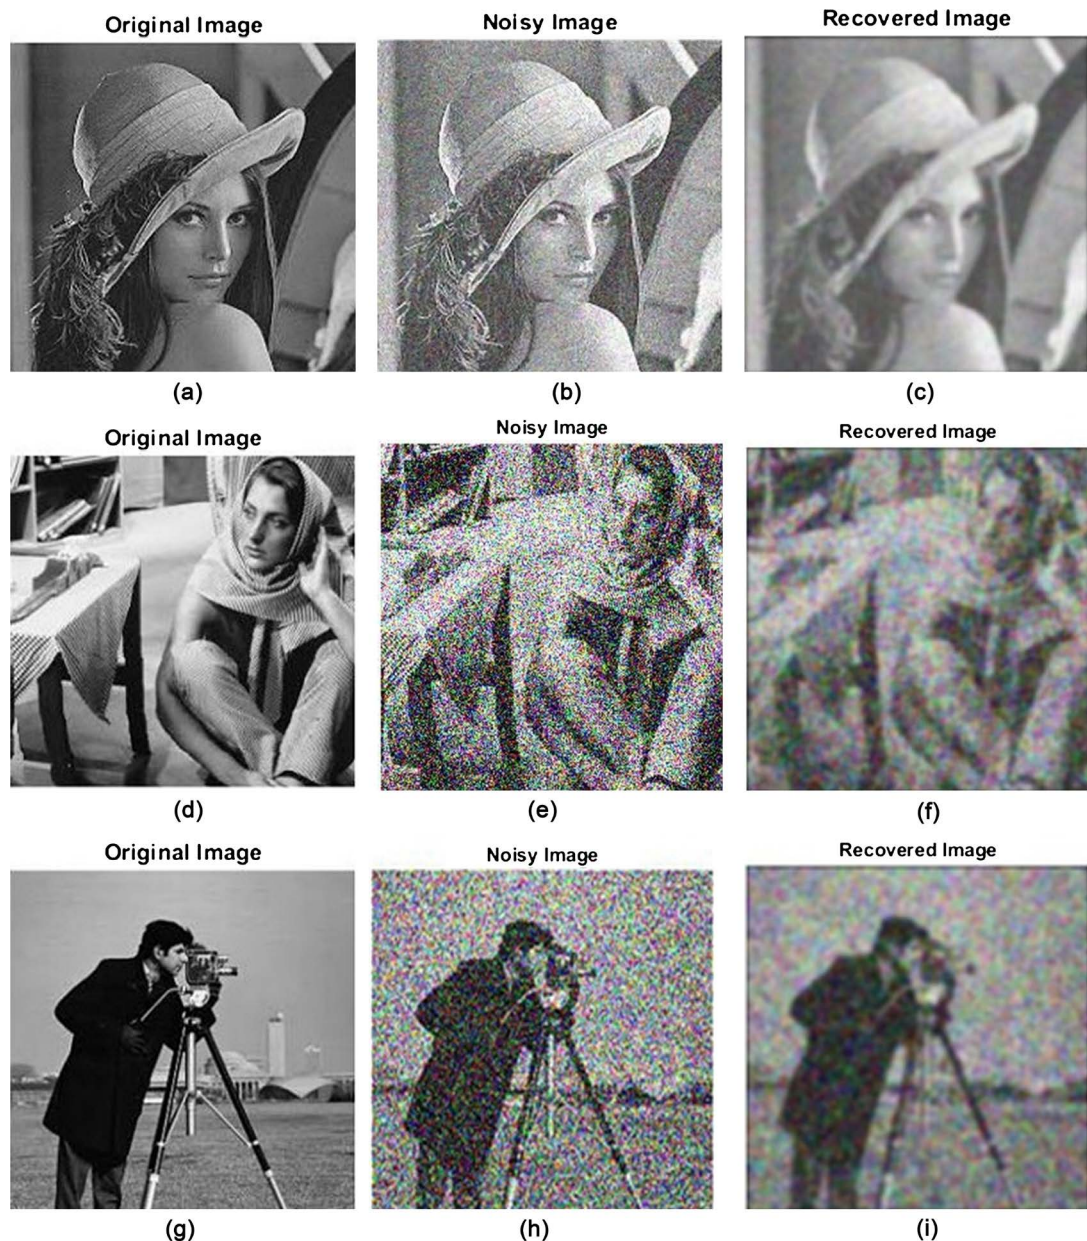 Original Image
Noisy Image
Recovered Image
(a)
(b)
(c)
Original Image
Noisy Image
Recovered Image
(d)
(e)
(f)
Original Image
Noisy Image
Recovered Image
(g)
(h)
(i)